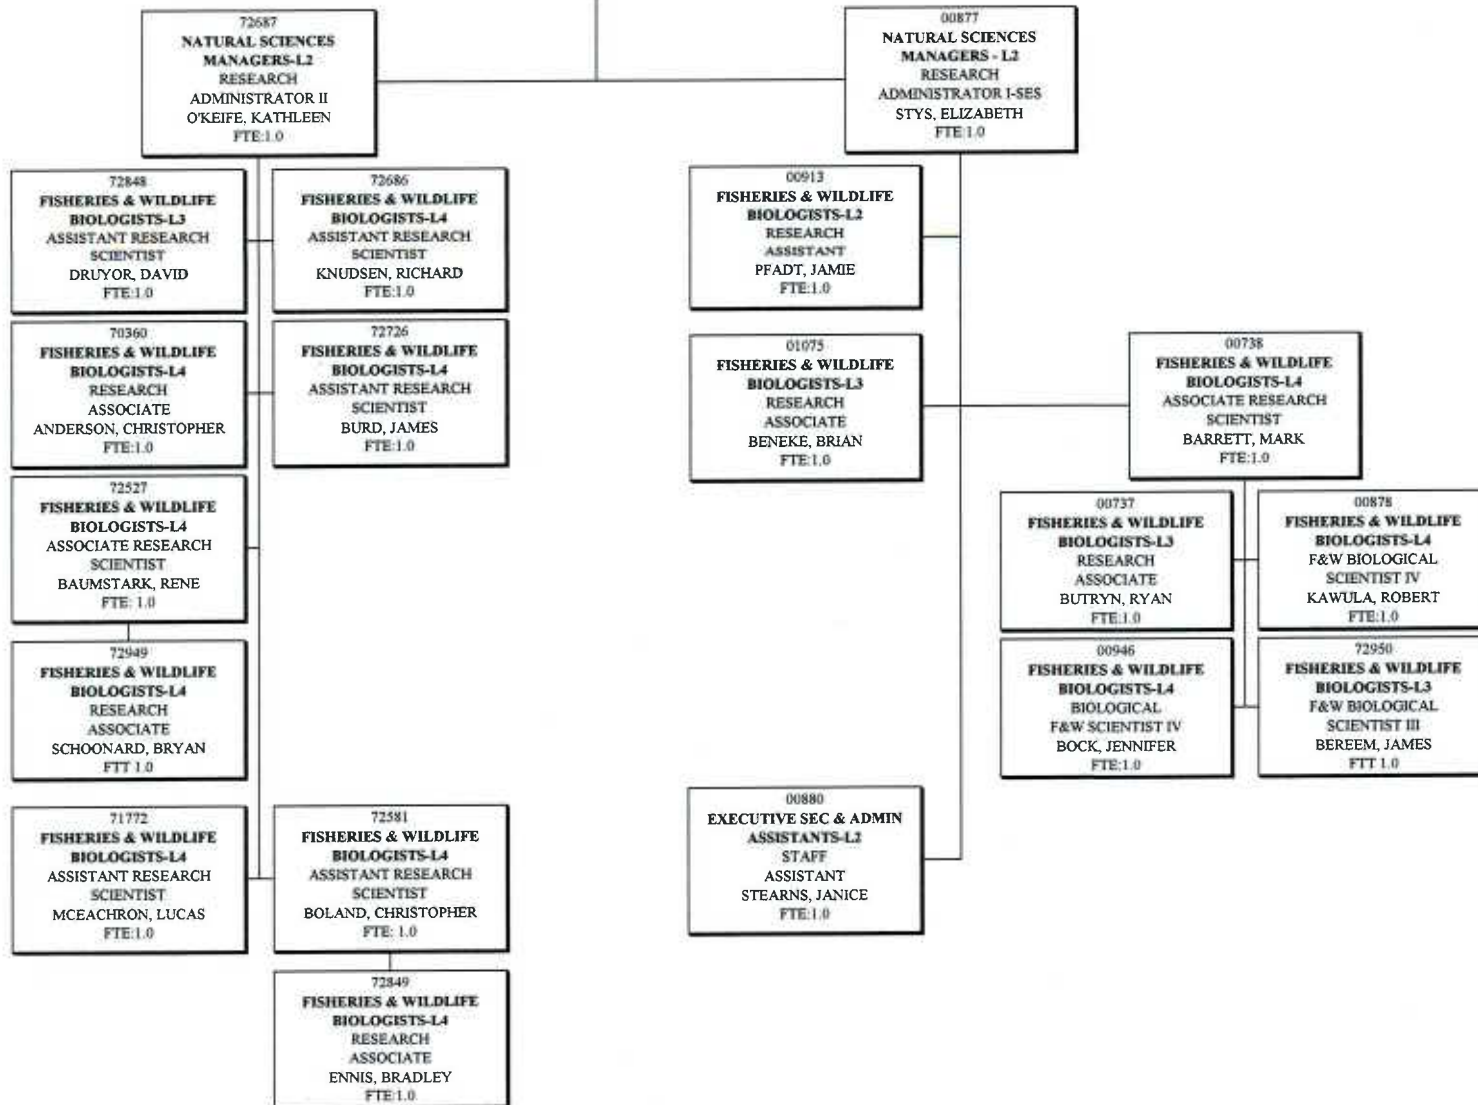 72687
NATURAL SCIENCES
MANAGERS-L2
RESEARCH
ADMINISTRATOR II
O'KEIFE, KATHLEEN
FTE:1.0
00877
NATURAL SCIENCES
MANAGERS - L2
RESEARCH
ADMINISTRATOR I-SES
STYS, ELIZABETH
FTE:1.0
72848
FISHERIES & WILDLIFE
BIOLOGISTS-L3
ASSISTANT RESEARCH
SCIENTIST
DRUYOR, DAVID
FTE:1.0
72686
FISHERIES & WILDLIFE
BIOLOGISTS-L4
ASSISTANT RESEARCH
SCIENTIST
KNUDSEN, RICHARD
FTE:1.0
00913
FISHERIES & WILDLIFE
BIOLOGISTS-L2
RESEARCH
ASSISTANT
PFADT, JAMIE
FTE:1.0
70360
FISHERIES & WILDLIFE
BIOLOGISTS-L4
RESEARCH
ASSOCIATE
ANDERSON, CHRISTOPHER
FTE:1.0
72726
FISHERIES & WILDLIFE
BIOLOGISTS-L4
ASSISTANT RESEARCH
SCIENTIST
BURD, JAMES
FTE:1.0
01075
FISHERIES & WILDLIFE
BIOLOGISTS-L3
RESEARCH
ASSOCIATE
BENEKE, BRIAN
FTE:1.0
00738
FISHERIES & WILDLIFE
BIOLOGISTS-L4
ASSOCIATE RESEARCH
SCIENTIST
BARRETT, MARK
FTE:1.0
72527
FISHERIES & WILDLIFE
BIOLOGISTS-L4
ASSOCIATE RESEARCH
SCIENTIST
BAUMSTARK, RENE
FTE: 1.0
00737
FISHERIES & WILDLIFE
BIOLOGISTS-L3
RESEARCH
ASSOCIATE
BUTRYN, RYAN
FTE:1.0
00878
FISHERIES & WILDLIFE
BIOLOGISTS-L4
F&W BIOLOGICAL
SCIENTIST IV
KAWULA, ROBERT
FTE:1.0
72949
FISHERIES & WILDLIFE
BIOLOGISTS-L4
RESEARCH
ASSOCIATE
SCHOONARD, BRYAN
FTT 1.0
00946
FISHERIES & WILDLIFE
BIOLOGISTS-L4
BIOLOGICAL
F&W SCIENTIST IV
BOCK, JENNIFER
FTE:1.0
72950
FISHERIES & WILDLIFE
BIOLOGISTS-L3
F&W BIOLOGICAL
SCIENTIST III
BEREEM, JAMES
FTT 1.0
71772
FISHERIES & WILDLIFE
BIOLOGISTS-L4
ASSISTANT RESEARCH
SCIENTIST
MCEACHRON, LUCAS
FTE:1.0
72581
FISHERIES & WILDLIFE
BIOLOGISTS-L4
ASSISTANT RESEARCH
SCIENTIST
BOLAND, CHRISTOPHER
FTE: 1.0
00880
EXECUTIVE SEC & ADMIN
ASSISTANTS-L2
STAFF
ASSISTANT
STEARNS, JANICE
FTE:1.0
72849
FISHERIES & WILDLIFE
BIOLOGISTS-L4
RESEARCH
ASSOCIATE
ENNIS, BRADLEY
FTE:1.0